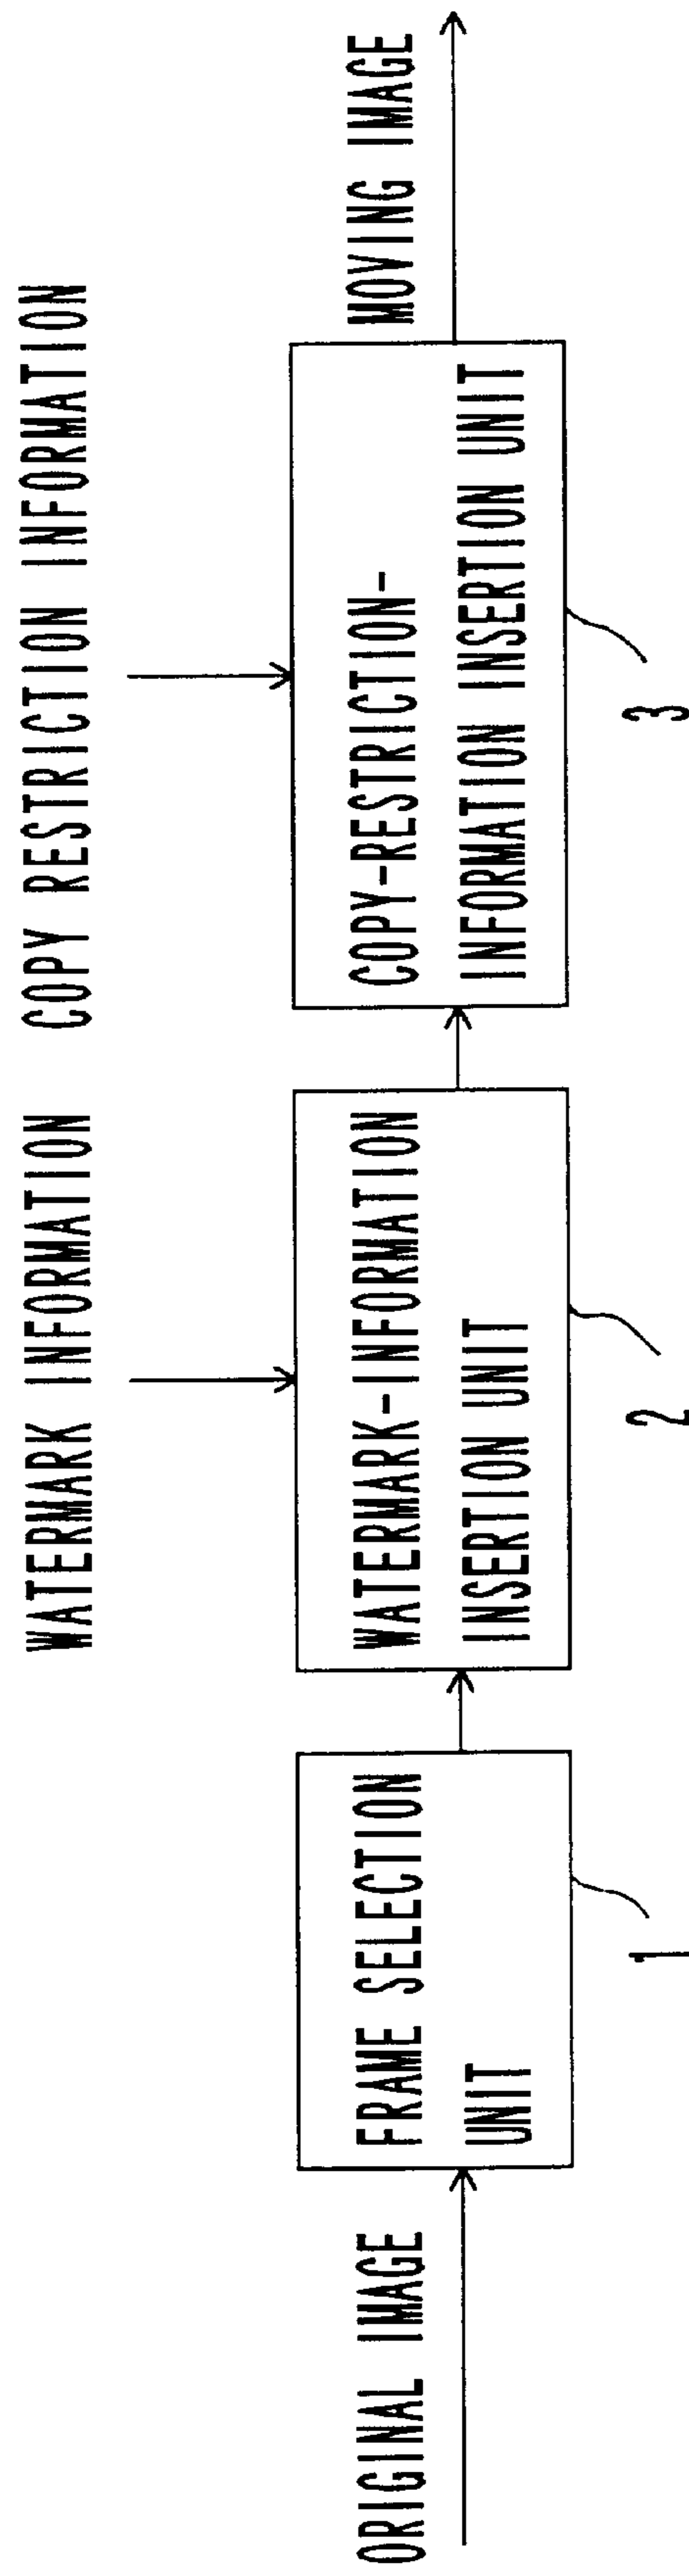 WATERMARK INFORMATION
COPY RESTRICTION INFORMATION
ORIGINAL IMAGE
FRAME SELECTION
UNIT
WATERMARK-INFORMATION
INSERTION UNIT
COPY-RESTRICTION-
INFORMATION INSERTION UNIT
MOVING IMAGE
1
2
3